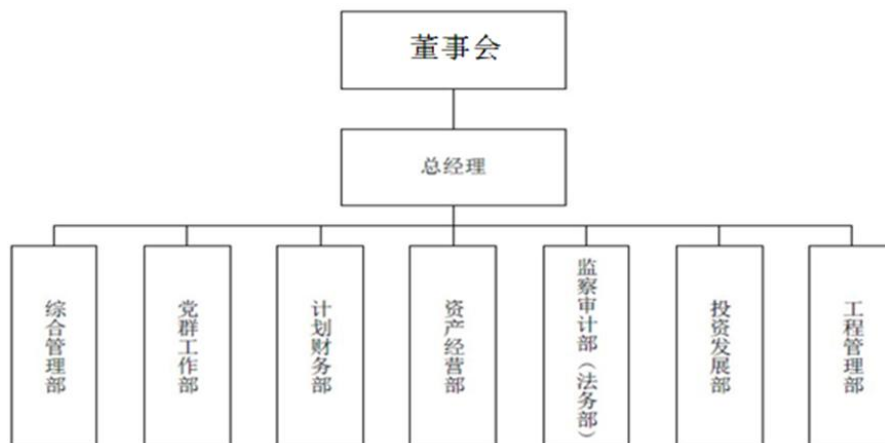 董事会
总经理
综合管理部
党群工作部
计划财务部
资产经营部
监察审计部（法务部）
投资发展部
工程管理部